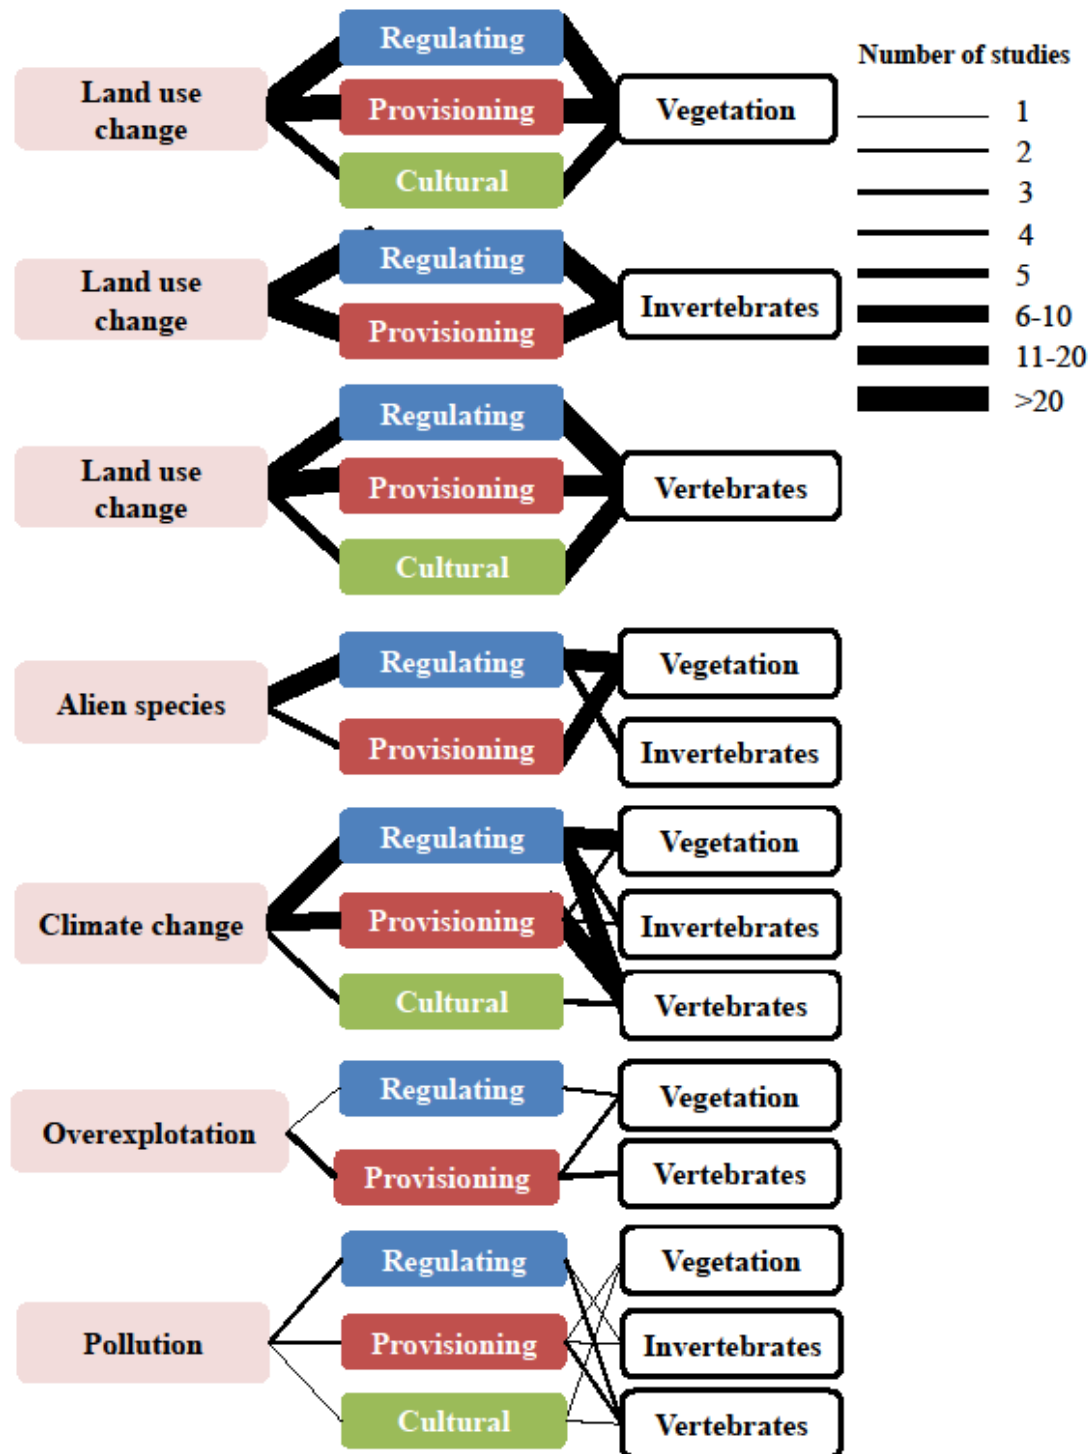 Number of studies
1
2
3
4
5
6-10
11-20
>20
Land use
change
Regulating
Provisioning
Cultural
Vegetation
Land use
change
Regulating
Provisioning
Invertebrates
Land use
change
Regulating
Provisioning
Cultural
Vertebrates
Alien species
Regulating
Provisioning
Vegetation
Invertebrates
Climate change
Regulating
Provisioning
Cultural
Vegetation
Invertebrates
Vertebrates
Overexplotation
Regulating
Provisioning
Vegetation
Vertebrates
Pollution
Regulating
Provisioning
Cultural
Vegetation
Invertebrates
Vertebrates